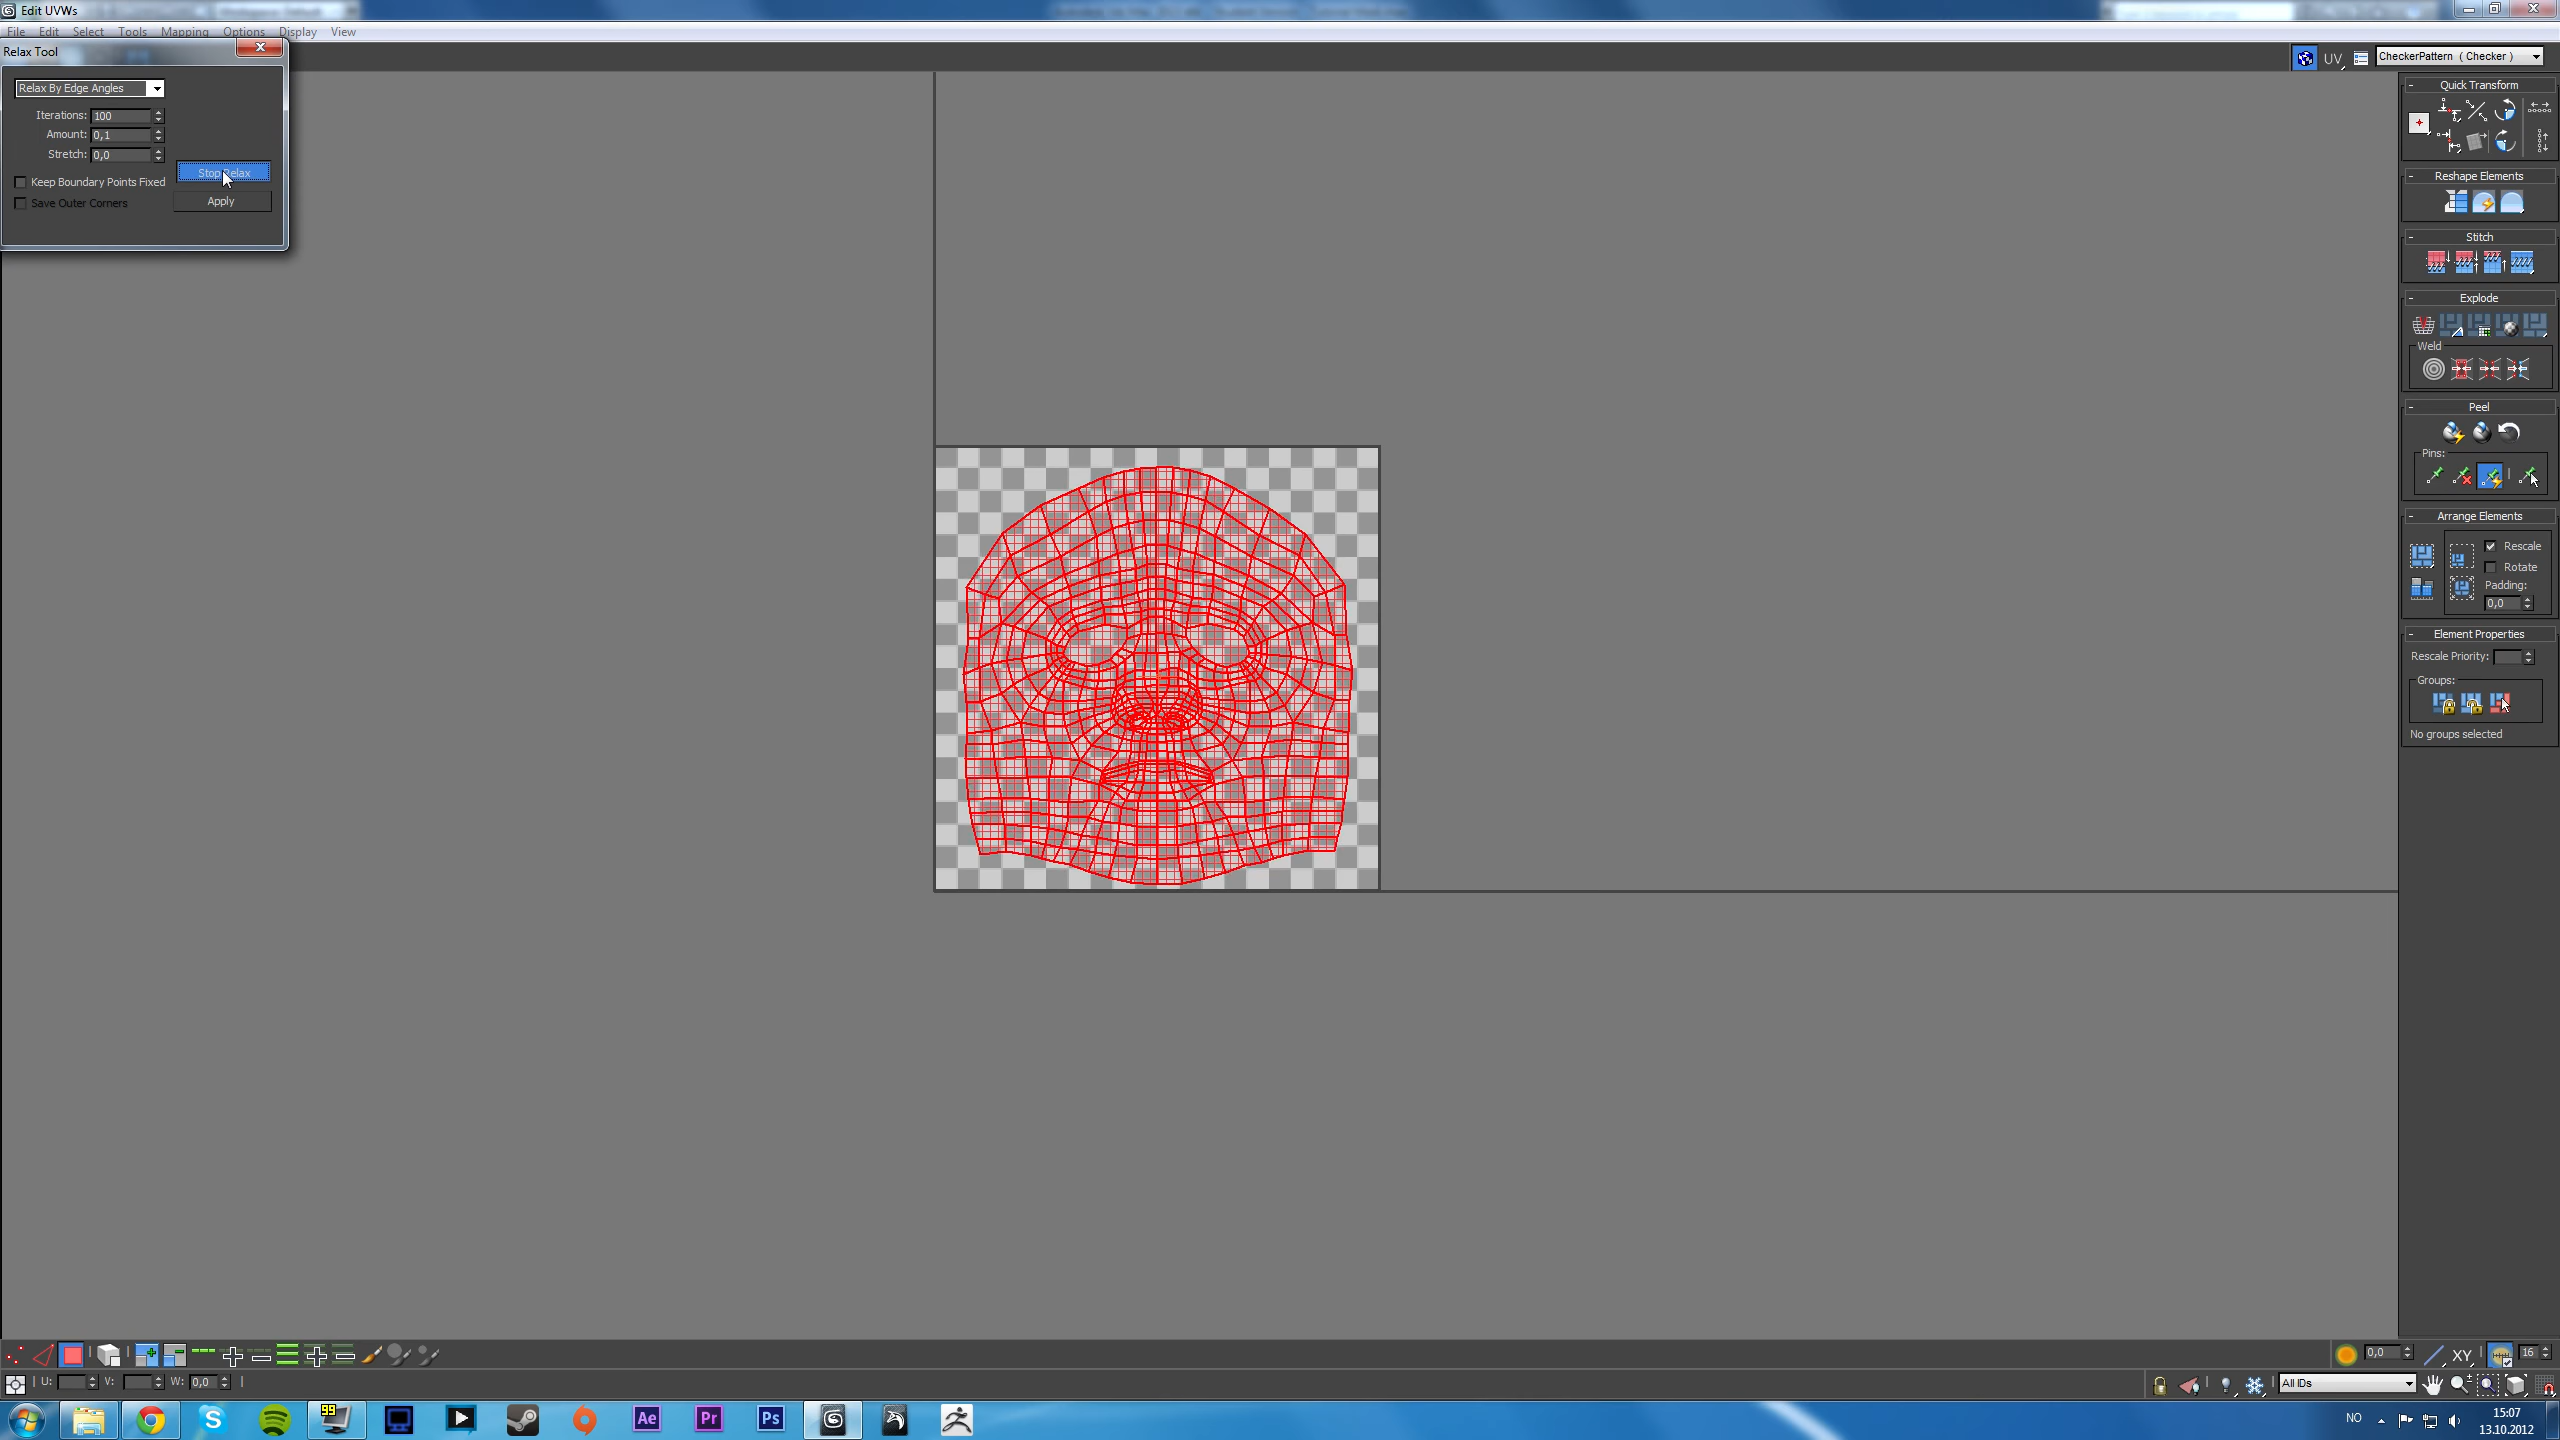 Edit UVWs
File Edit Select Tools Mapping Options Display View
Relax Tool
UV
CheckerPattern ( Checker )
Relax By Edge Angles
Iterations: 100
Amount: 0,1
Stretch: 0,0
Stop Relax
Keep Boundary Points Fixed
Apply
Save Outer Corners
- Quick Transform
- Reshape Elements
- Stitch
- Explode
Weld
- Peel
Pins:
- Arrange Elements
Rescale
Rotate
Padding:
0,0
- Element Properties
Rescale Priority:
Groups:
No groups selected
0,0
XY
16
U: V: W: 0,0
All IDs
99
Ae
Pr
Ps
NO
15:07
13.10.2012